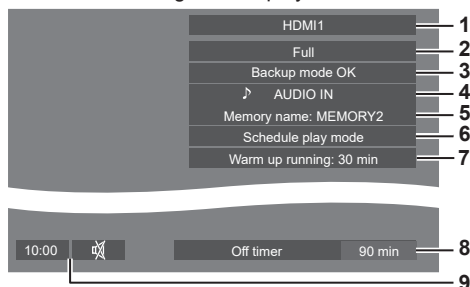 HDMI1 1
Full 2
Backup mode OK 3
♪ AUDIO IN 4
Memory name: MEMORY2 5
Schedule play mode 6
Warm up running: 30 min 7
10:00 Off timer 90 min 8
9